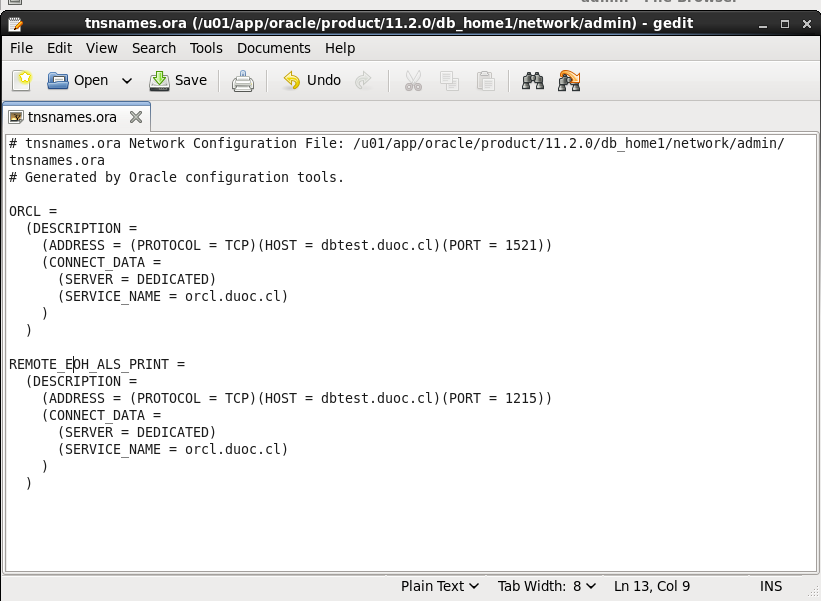 tnsnames.ora (/u01/app/oracle/product/11.2.0/db_home1/network/admin) - gedit
File Edit View Search Tools Documents Help
Open Save Undo
tnsnames.ora
# tnsnames.ora Network Configuration File: /u01/app/oracle/product/11.2.0/db_home1/network/admin/
tnsnames.ora
# Generated by Oracle configuration tools.
ORCL =
  (DESCRIPTION =
    (ADDRESS = (PROTOCOL = TCP)(HOST = dbtest.duoc.cl)(PORT = 1521))
    (CONNECT_DATA =
      (SERVER = DEDICATED)
      (SERVICE_NAME = orcl.duoc.cl)
    )
  )
REMOTE_EOH_ALS_PRINT =
  (DESCRIPTION =
    (ADDRESS = (PROTOCOL = TCP)(HOST = dbtest.duoc.cl)(PORT = 1215))
    (CONNECT_DATA =
      (SERVER = DEDICATED)
      (SERVICE_NAME = orcl.duoc.cl)
    )
  )
Plain Text Tab Width: 8 Ln 13, Col 9 INS